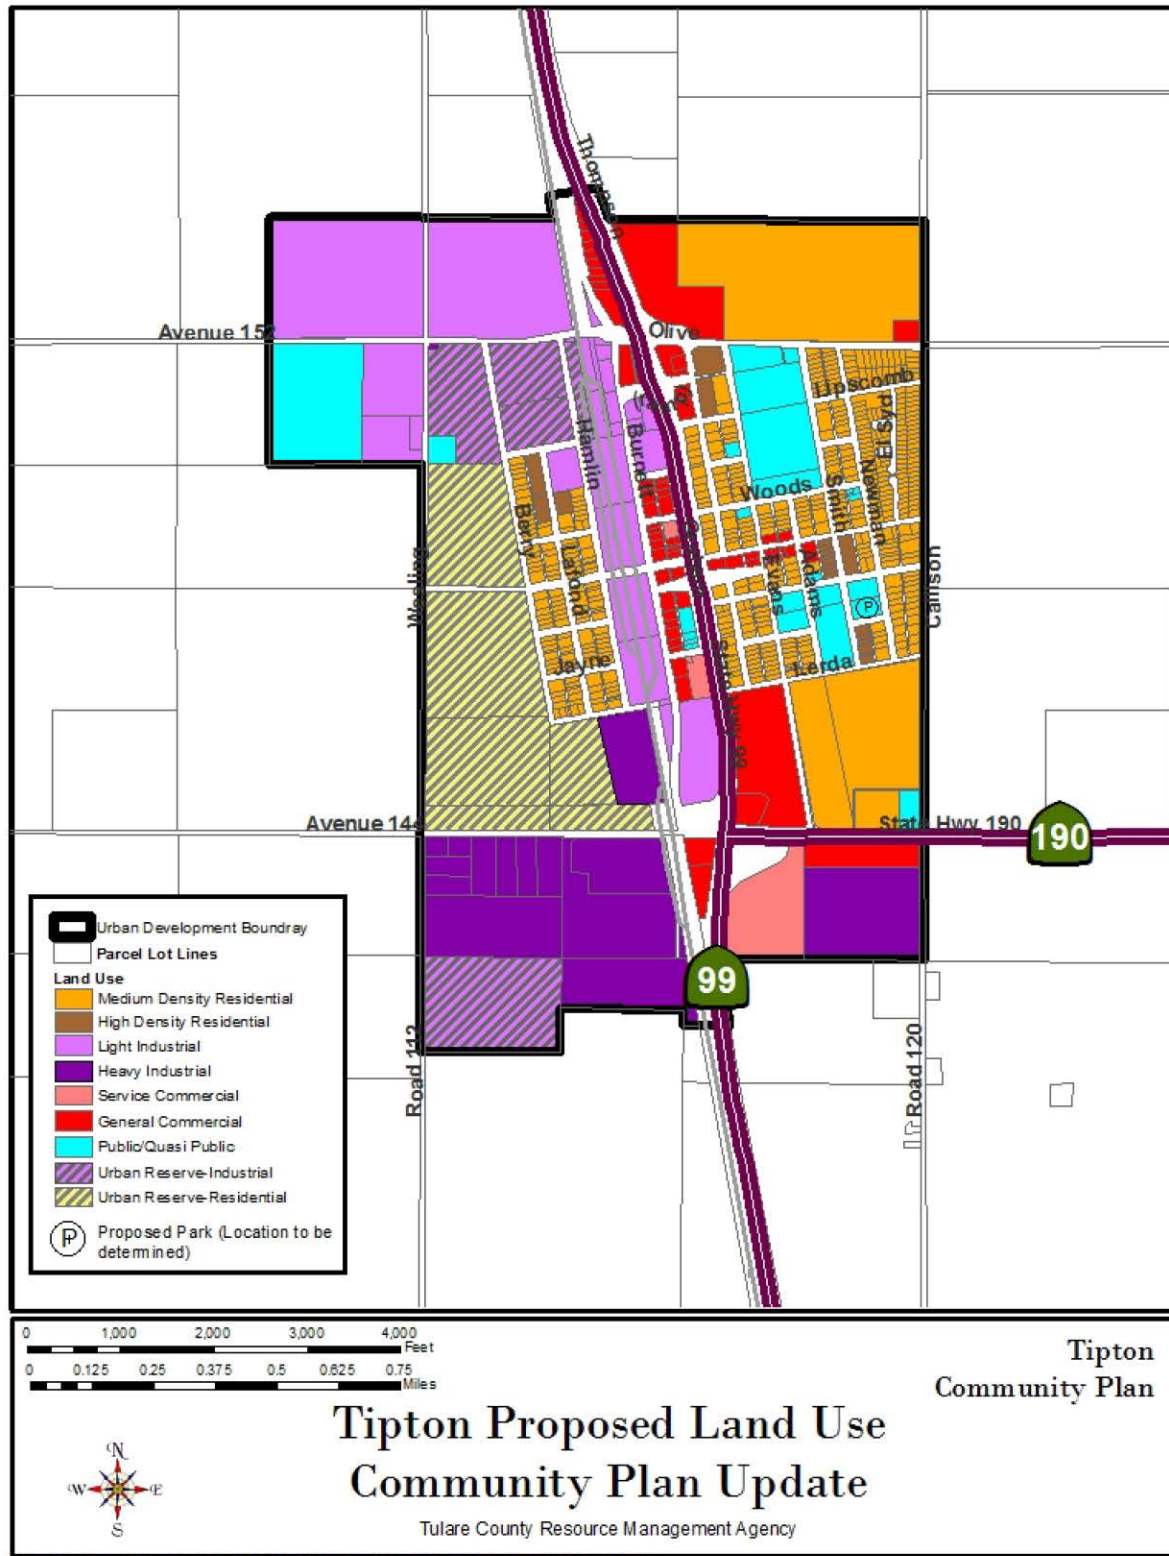 Thompson
Avenue 152
Olive
Lipscomb
El Syd
Hamlin
Burnett
Woods
Smith
Newman
Berry
Lafond
Evans
Adams
Callison
Jayne
Lerda
State Hwy 99
Avenue 144
State Hwy 190
190
99
Road 112
Road 120
Urban Development Boundray
Parcel Lot Lines
Land Use
Medium Density Residential
High Density Residential
Light Industrial
Heavy Industrial
Service Commercial
General Commercial
Public/Quasi Public
Urban Reserve-Industrial
Urban Reserve-Residential
P Proposed Park (Location to be
determined)
P
0 1,000 2,000 3,000 4,000
Feet
0 0.125 0.25 0.375 0.5 0.625 0.75
Miles
Tipton
Community Plan
Tipton Proposed Land Use
Community Plan Update
Tulare County Resource Management Agency
N
W E
S